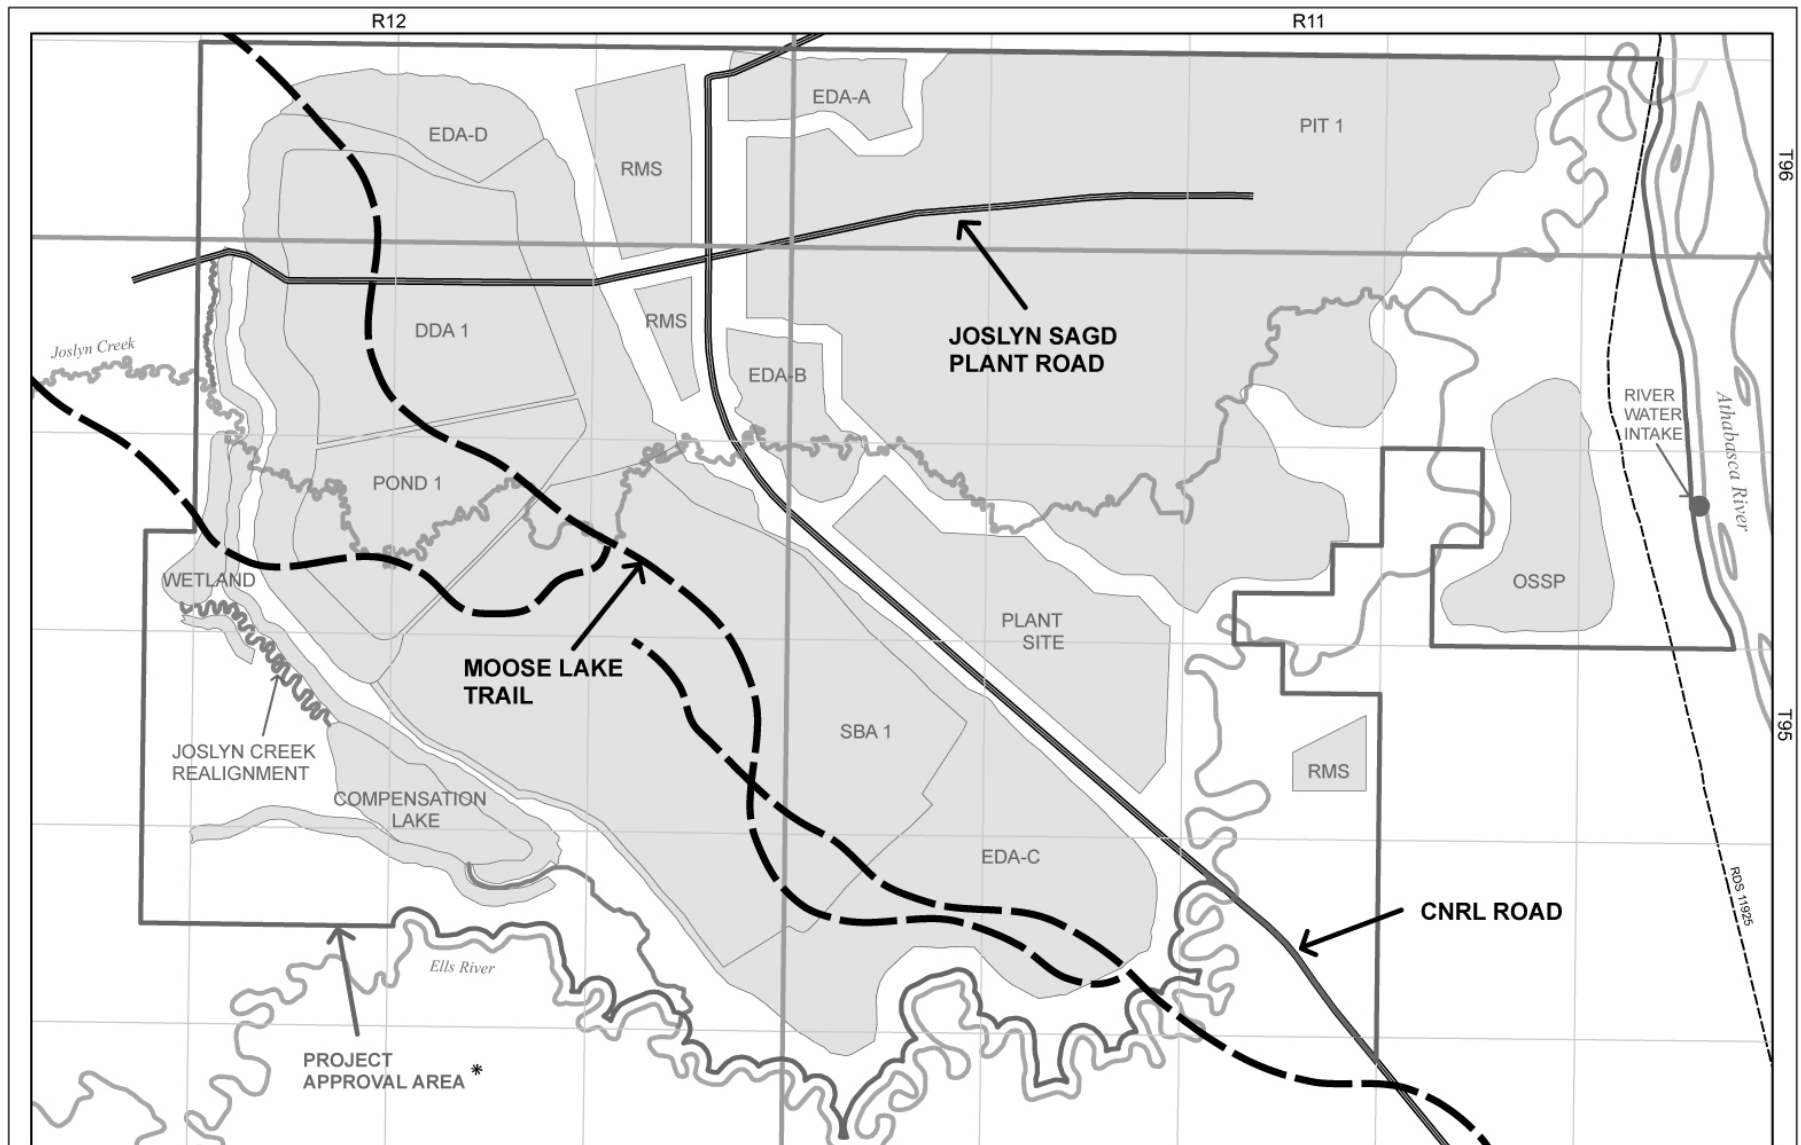 R12
R11
EDA-A
EDA-D
PIT 1
RMS
T96
RMS
DDA 1
JOSLYN SAGD
PLANT ROAD
Joslyn Creek
EDA-B
RIVER
WATER
INTAKE
Athabasca River
POND 1
WETLAND
OSSP
PLANT
SITE
MOOSE LAKE
TRAIL
SBA 1
T95
JOSLYN CREEK
REALIGNMENT
RMS
COMPENSATION
LAKE
EDA-C
RDS 11925
CNRL ROAD
Ells River
PROJECT
APPROVAL AREA *